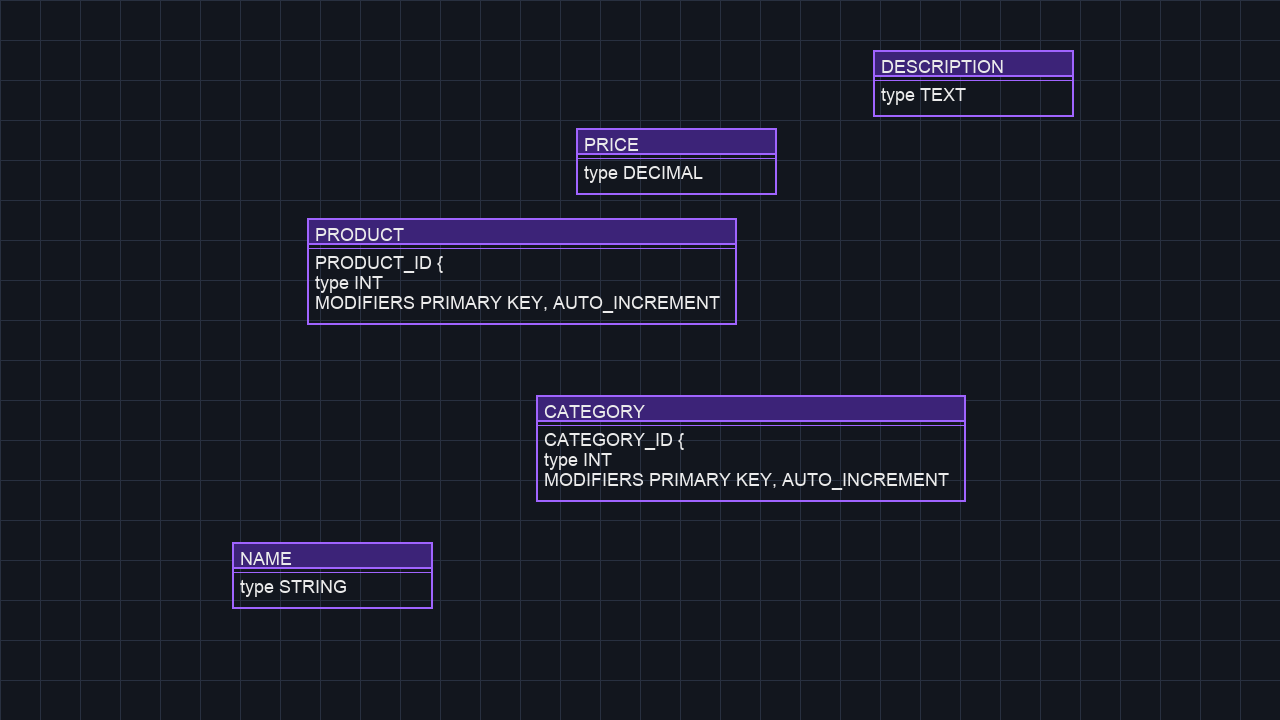 DESCRIPTION
type TEXT
PRICE
type DECIMAL
PRODUCT
PRODUCT_ID {
type INT
MODIFIERS PRIMARY KEY, AUTO_INCREMENT
CATEGORY
CATEGORY_ID {
type INT
MODIFIERS PRIMARY KEY, AUTO_INCREMENT
NAME
type STRING